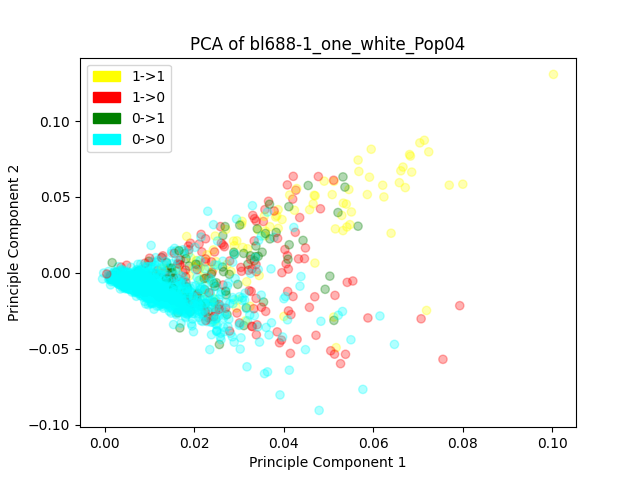 PCA of bl688-1_one_white_Pop04
1->1
1->0
0->1
0->0
Principle Component 2
0.10
0.05
0.00
−0.05
−0.10
0.00 0.02 0.04 0.06 0.08 0.10
Principle Component 1